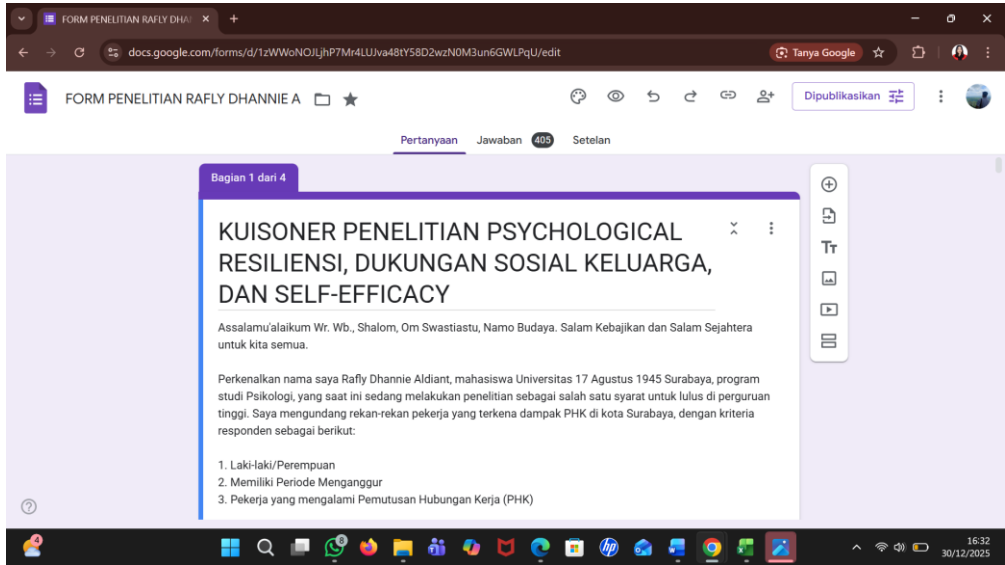 FORM PENELITIAN RAFLY DHA
docs.google.com/forms/d/1zWWoNOJLjhP7Mr4LUJva48tY58D2wzN0M3un6GWLPqU/edit
Tanya Google
FORM PENELITIAN RAFLY DHANNIE A
Dipublikasikan
Pertanyaan
Jawaban 405
Setelan
Bagian 1 dari 4
KUISONER PENELITIAN PSYCHOLOGICAL
RESILIENSI, DUKUNGAN SOSIAL KELUARGA,
DAN SELF-EFFICACY
Assalamu'alaikum Wr. Wb., Shalom, Om Swastiastu, Namo Budaya. Salam Kebajikan dan Salam Sejahtera
untuk kita semua.
Perkenalkan nama saya Rafly Dhannie Aldiant, mahasiswa Universitas 17 Agustus 1945 Surabaya, program
studi Psikologi, yang saat ini sedang melakukan penelitian sebagai salah satu syarat untuk lulus di perguruan
tinggi. Saya mengundang rekan-rekan pekerja yang terkena dampak PHK di kota Surabaya, dengan kriteria
responden sebagai berikut:
1. Laki-laki/Perempuan
2. Memiliki Periode Menganggur
3. Pekerja yang mengalami Pemutusan Hubungan Kerja (PHK)
Tт
4
8
hp
16:32
30/12/2025